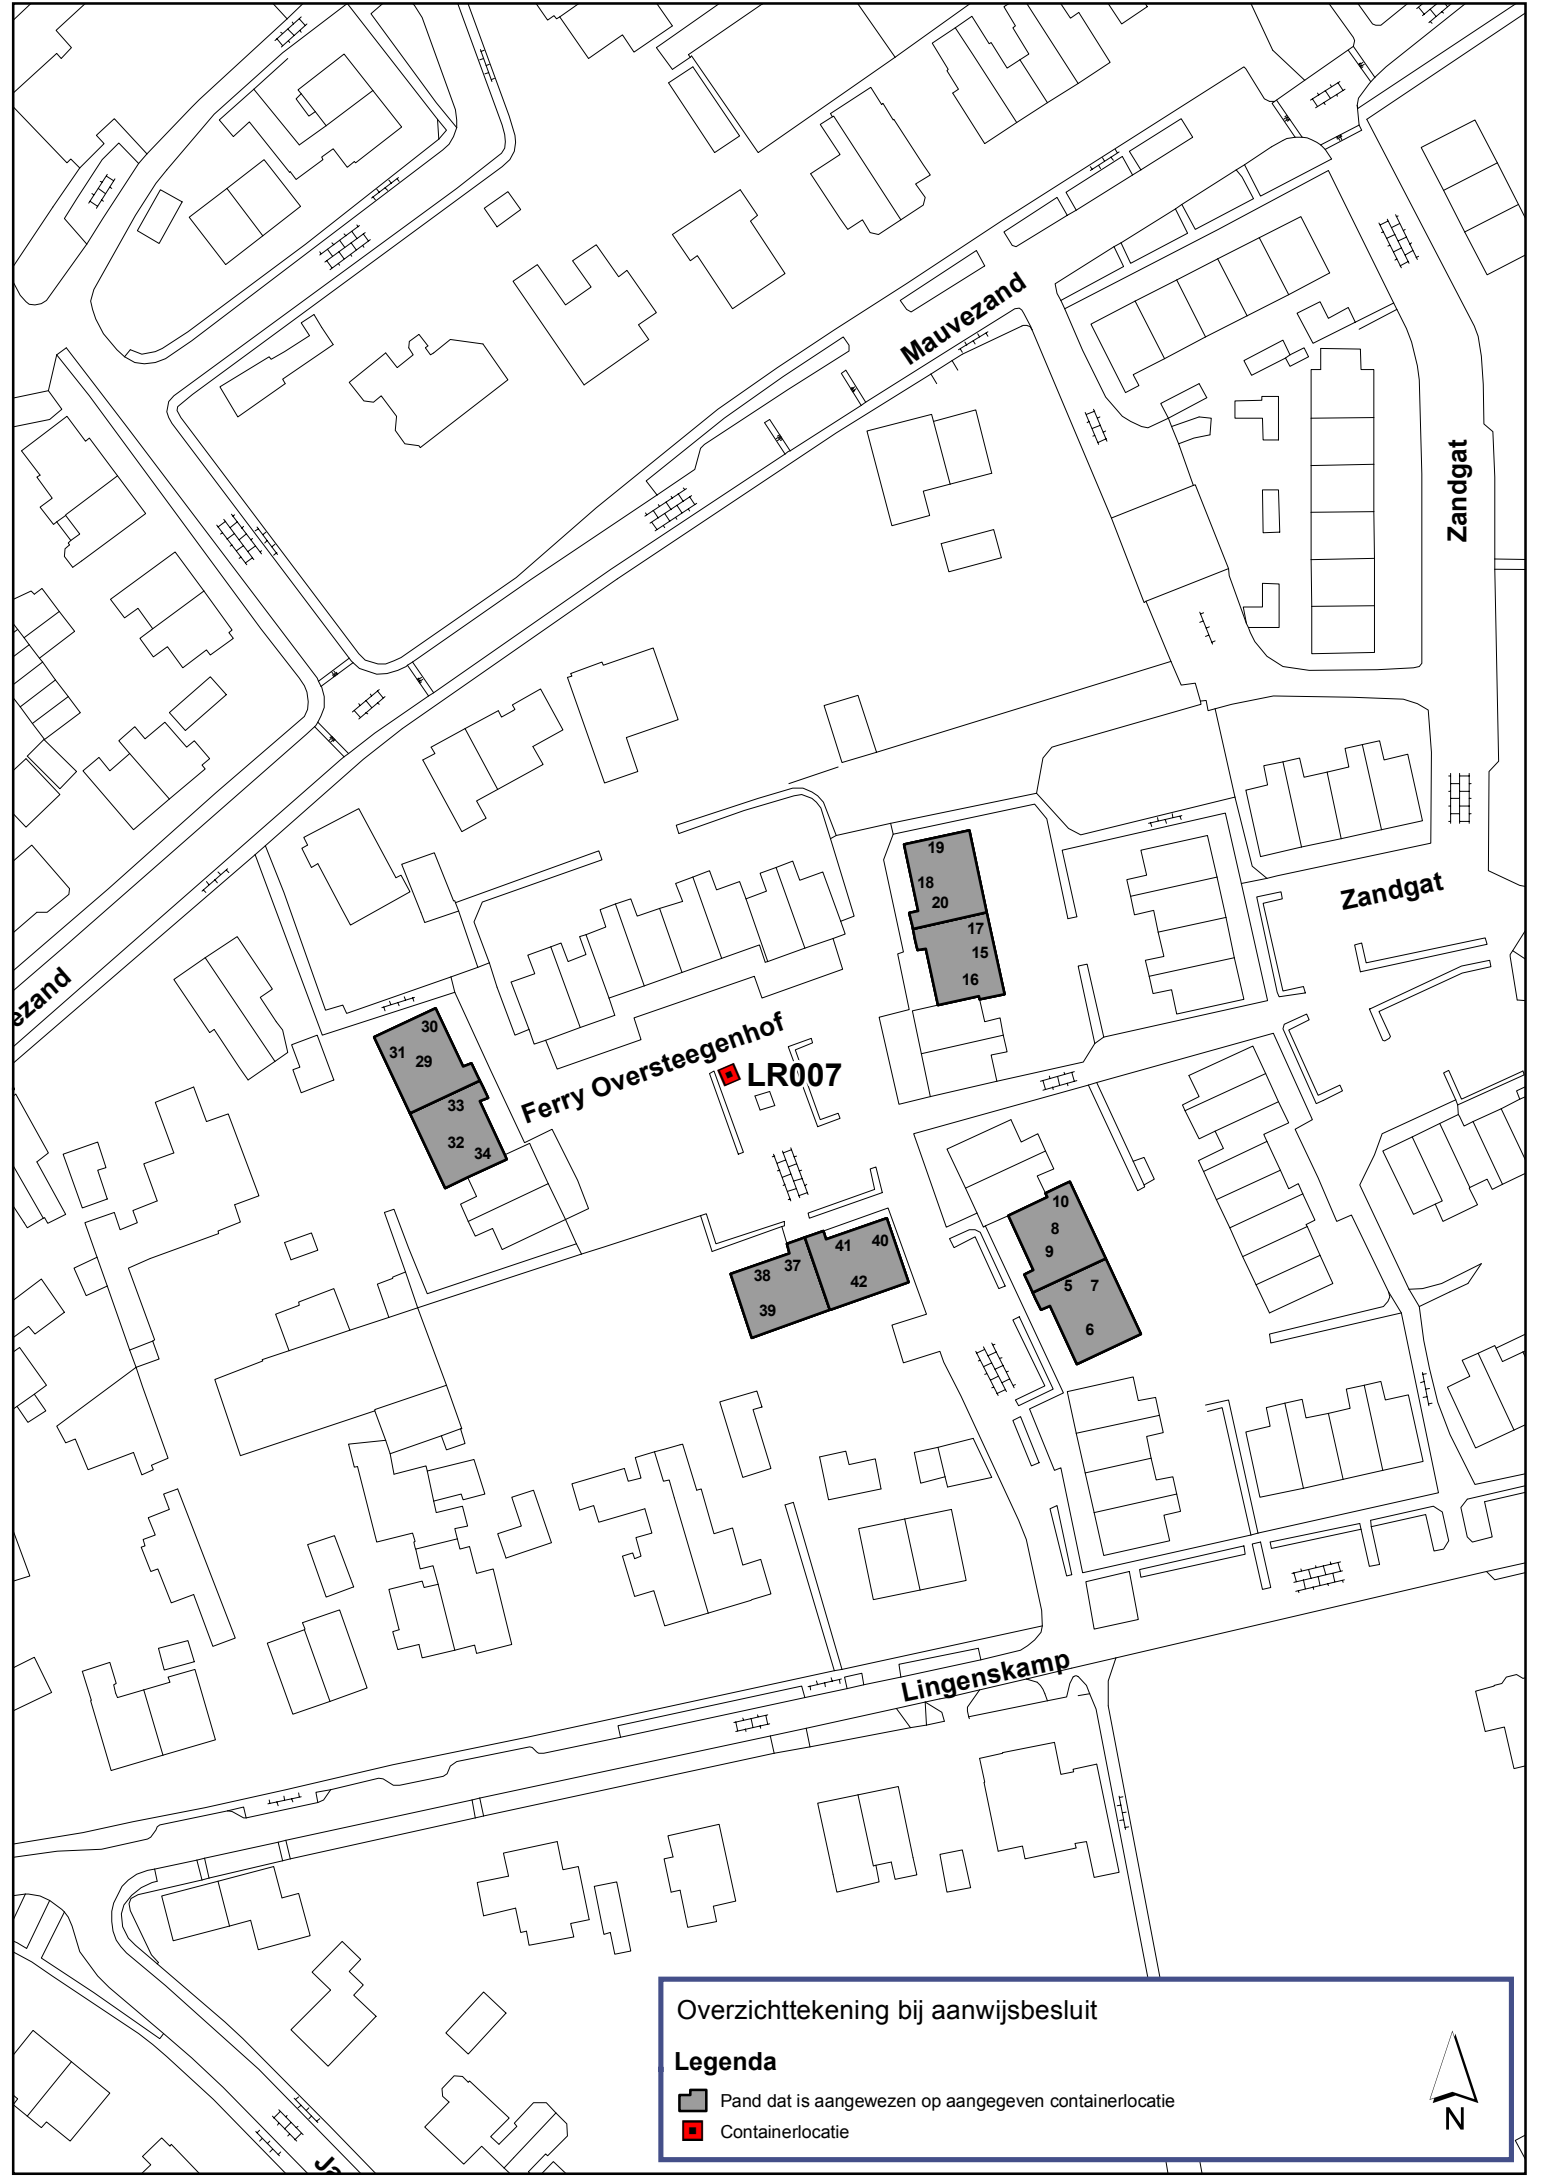 Mauvezand
Zandgat
19
18
20
17
15
16
Zandgat
ezand
30
31
29
33
32
34
Ferry Oversteegenhof
LR007
10
8
9
5 7
6
41 40
38 37
42
39
Lingenskamp
Ja
Overzichttekening bij aanwijsbesluit
Legenda
Pand dat is aangewezen op aangegeven containerlocatie
Containerlocatie
N